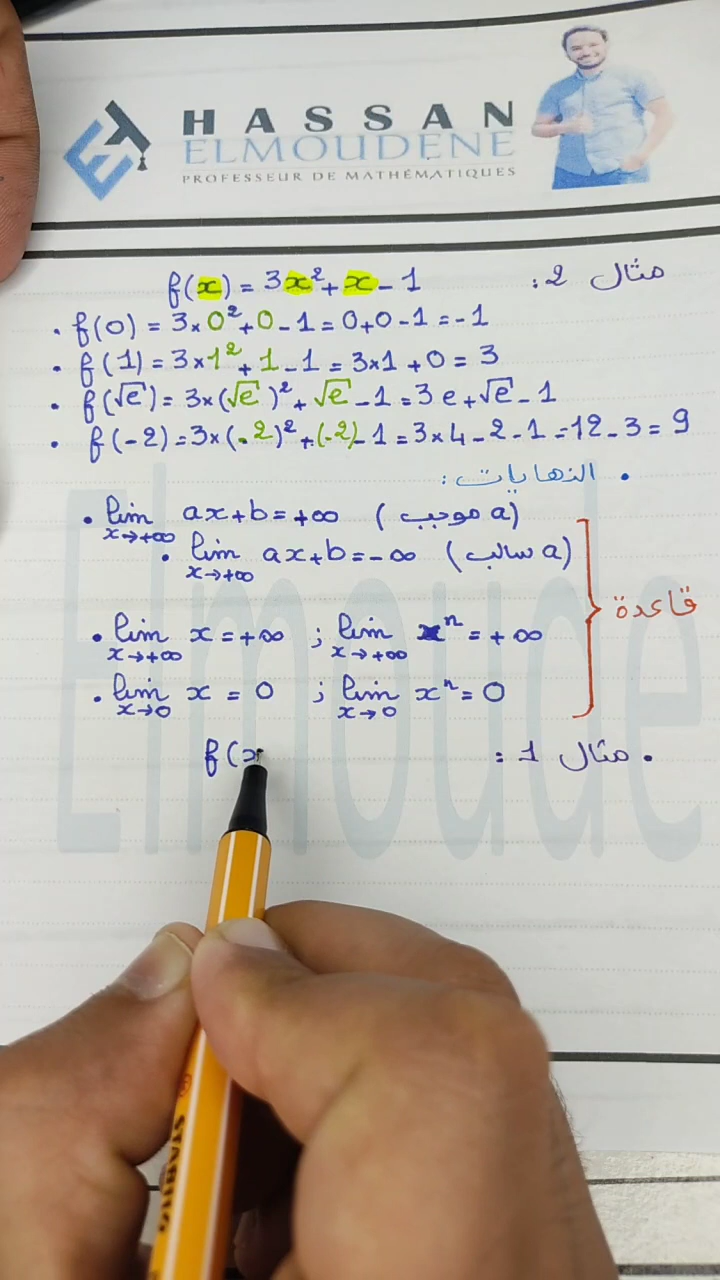 HASSAN
ELMOUDENE
PROFESSEUR DE MATHÉMATIQUES
مثال 2: f(x) = 3x² + x - 1
• f(0) = 3×0² + 0 - 1 = 0 + 0 - 1 = -1
• f(1) = 3×1² + 1 - 1 = 3×1 + 0 = 3
• f(√e) = 3×(√e)² + √e - 1 = 3e + √e - 1
• f(-2) = 3×(-2)² + (-2) - 1 = 3×4 - 2 - 1 = 12 - 3 = 9
• النهايات:
• lim x→+∞ ax+b = +∞ (a موجب)
• lim x→+∞ ax+b = -∞ (a سالب)
قاعدة
• lim x→+∞ x = +∞ ; lim x→+∞ xⁿ = +∞
• lim x→0 x = 0 ; lim x→0 xⁿ = 0
• مثال 1: f(x
Elmoude
STABILO